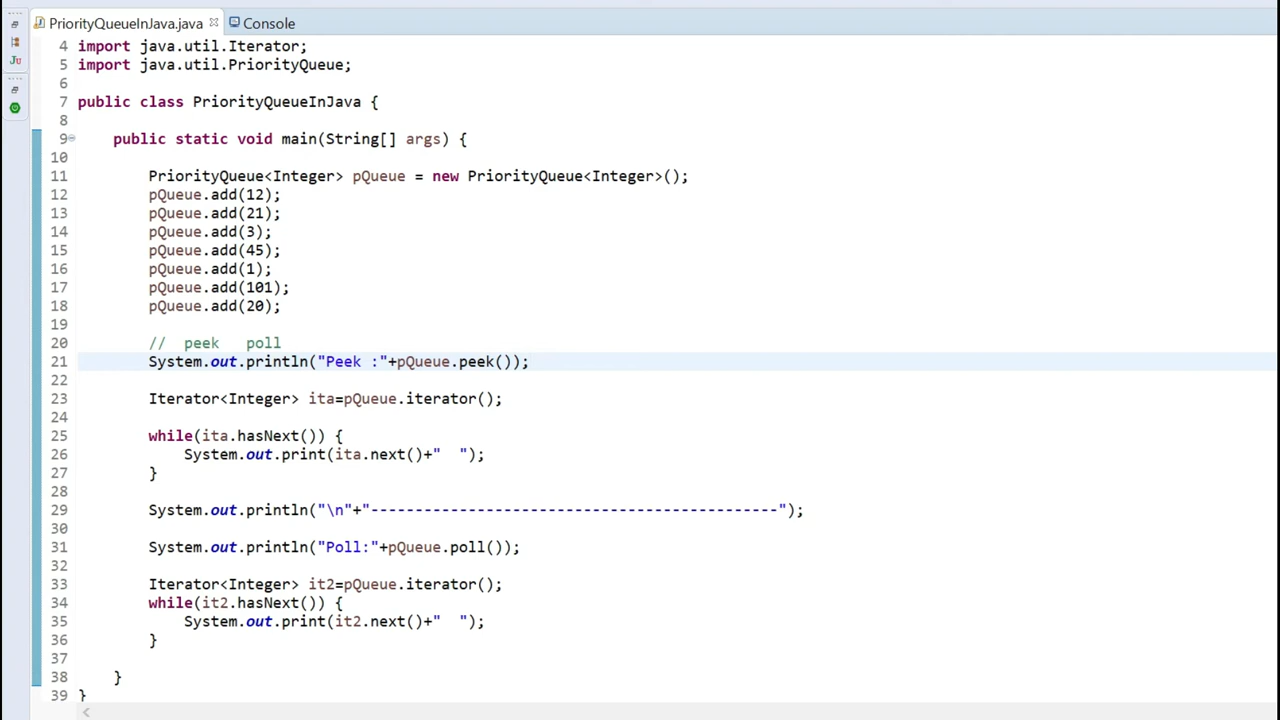 PriorityQueueInJava.java Console
4 import java.util.Iterator;
5 import java.util.PriorityQueue;
6
7 public class PriorityQueueInJava {
8
9 public static void main(String[] args) {
10
11 PriorityQueue<Integer> pQueue = new PriorityQueue<Integer>();
12 pQueue.add(12);
13 pQueue.add(21);
14 pQueue.add(3);
15 pQueue.add(45);
16 pQueue.add(1);
17 pQueue.add(101);
18 pQueue.add(20);
19
20 // peek poll
21 System.out.println("Peek :"+pQueue.peek());
22
23 Iterator<Integer> ita=pQueue.iterator();
24
25 while(ita.hasNext()) {
26 System.out.print(ita.next()+"  ");
27 }
28
29 System.out.println("\n"+"----------------------------------------------");
30
31 System.out.println("Poll:"+pQueue.poll());
32
33 Iterator<Integer> it2=pQueue.iterator();
34 while(it2.hasNext()) {
35 System.out.print(it2.next()+"  ");
36 }
37
38 }
39 }